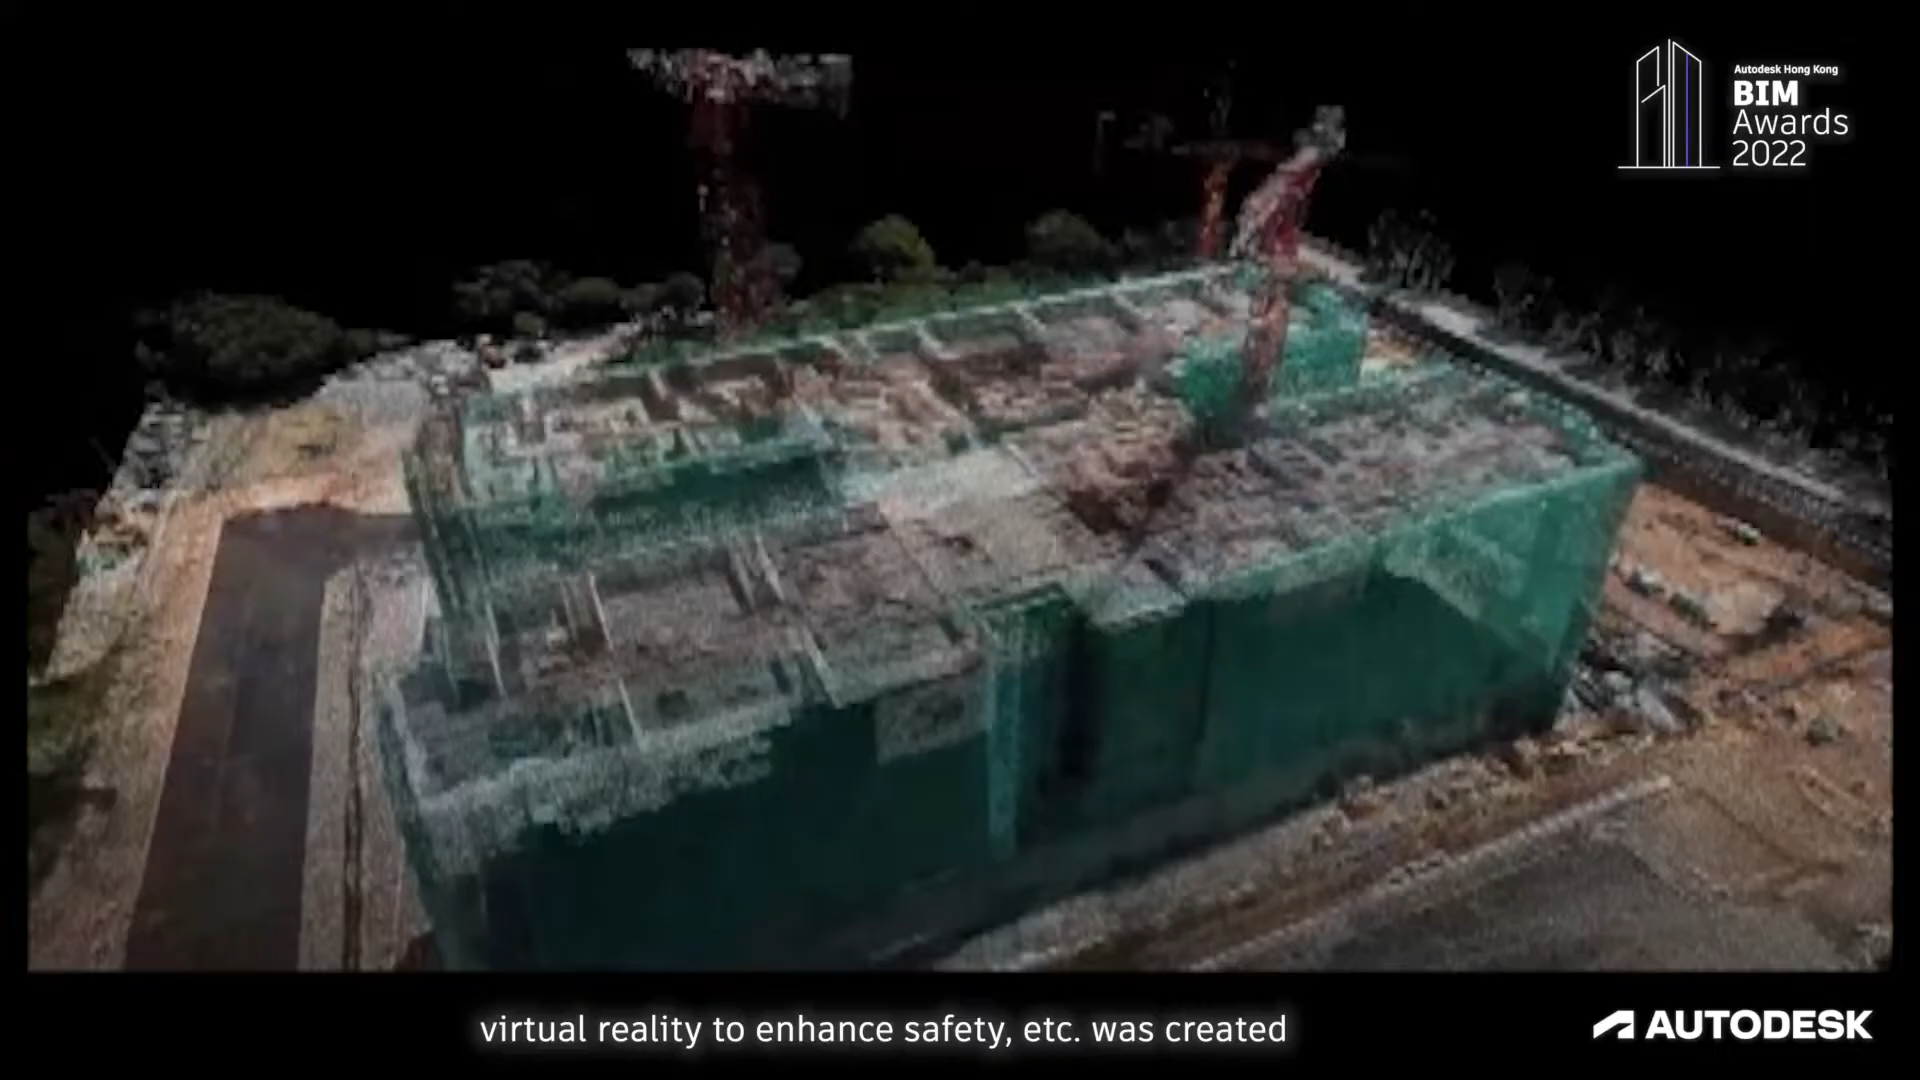 Autodesk Hong Kong
BIM
Awards
2022
virtual reality to enhance safety, etc. was created
AUTODESK